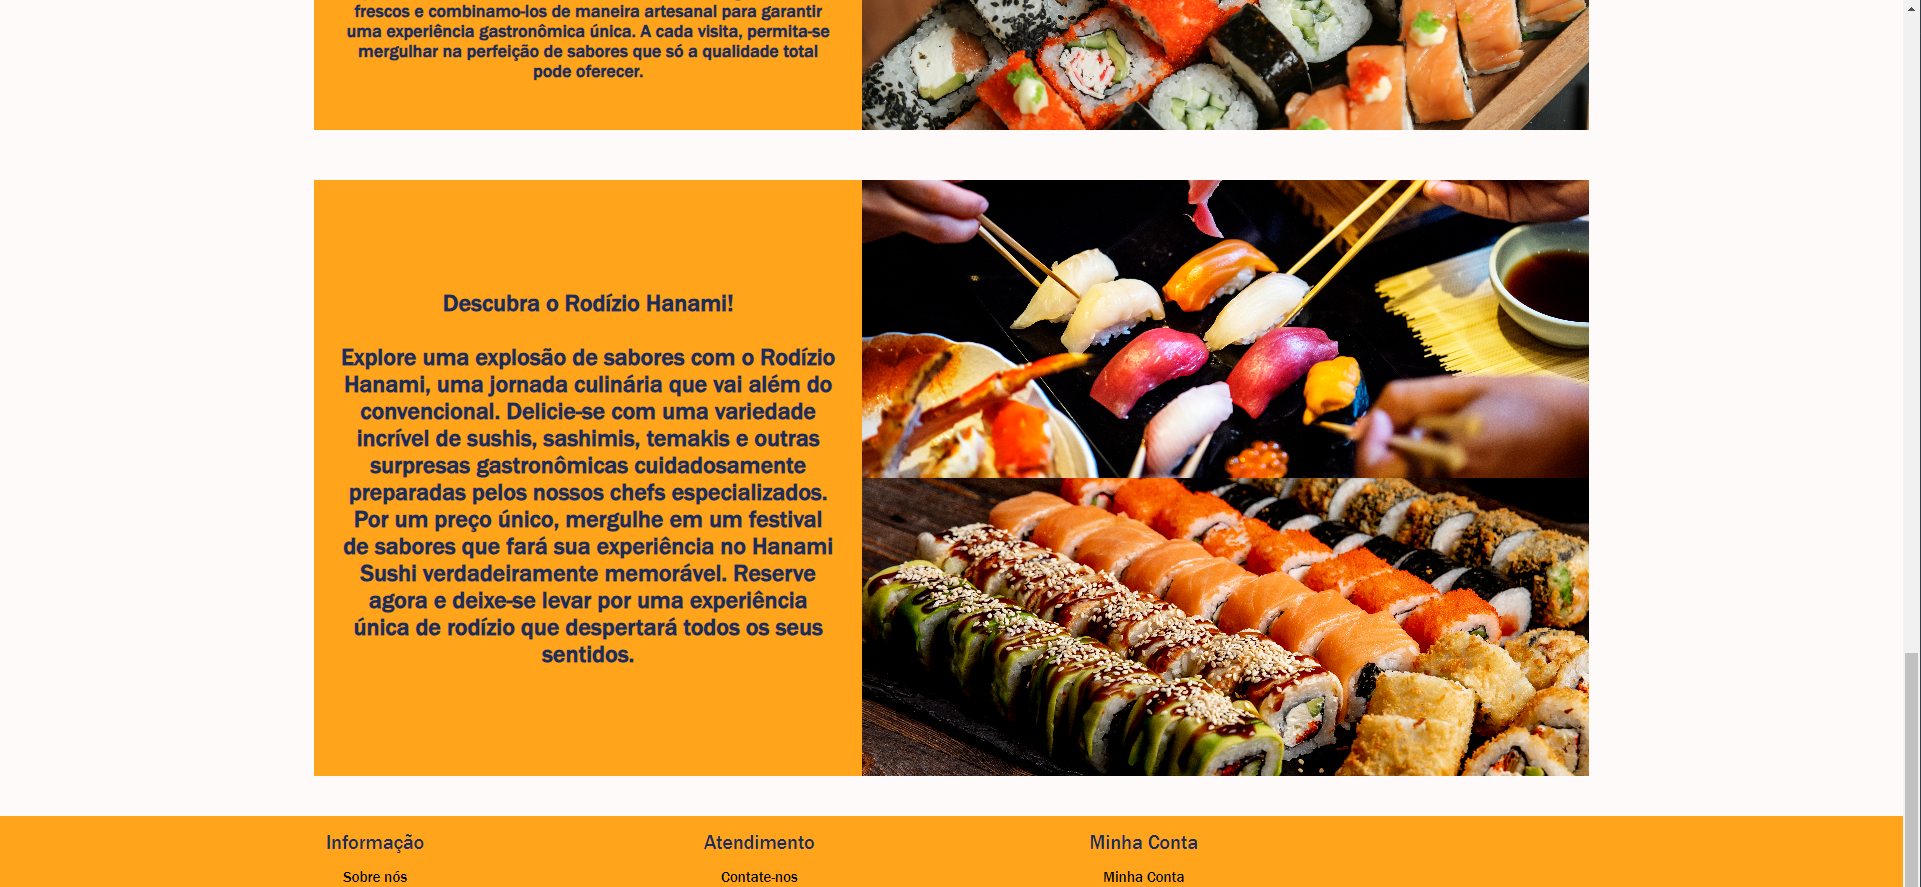 frescos e combinamo-los de maneira artesanal para garantir
uma experiência gastronômica única. A cada visita, permita-se
mergulhar na perfeição de sabores que só a qualidade total
pode oferecer.
Descubra o Rodízio Hanami!
Explore uma explosão de sabores com o Rodízio
Hanami, uma jornada culinária que vai além do
convencional. Delicie-se com uma variedade
incrível de sushis, sashimis, temakis e outras
surpresas gastronômicas cuidadosamente
preparadas pelos nossos chefs especializados.
Por um preço único, mergulhe em um festival
de sabores que fará sua experiência no Hanami
Sushi verdadeiramente memorável. Reserve
agora e deixe-se levar por uma experiência
única de rodízio que despertará todos os seus
sentidos.
Informação
Sobre nós
Atendimento
Contate-nos
Minha Conta
Minha Conta